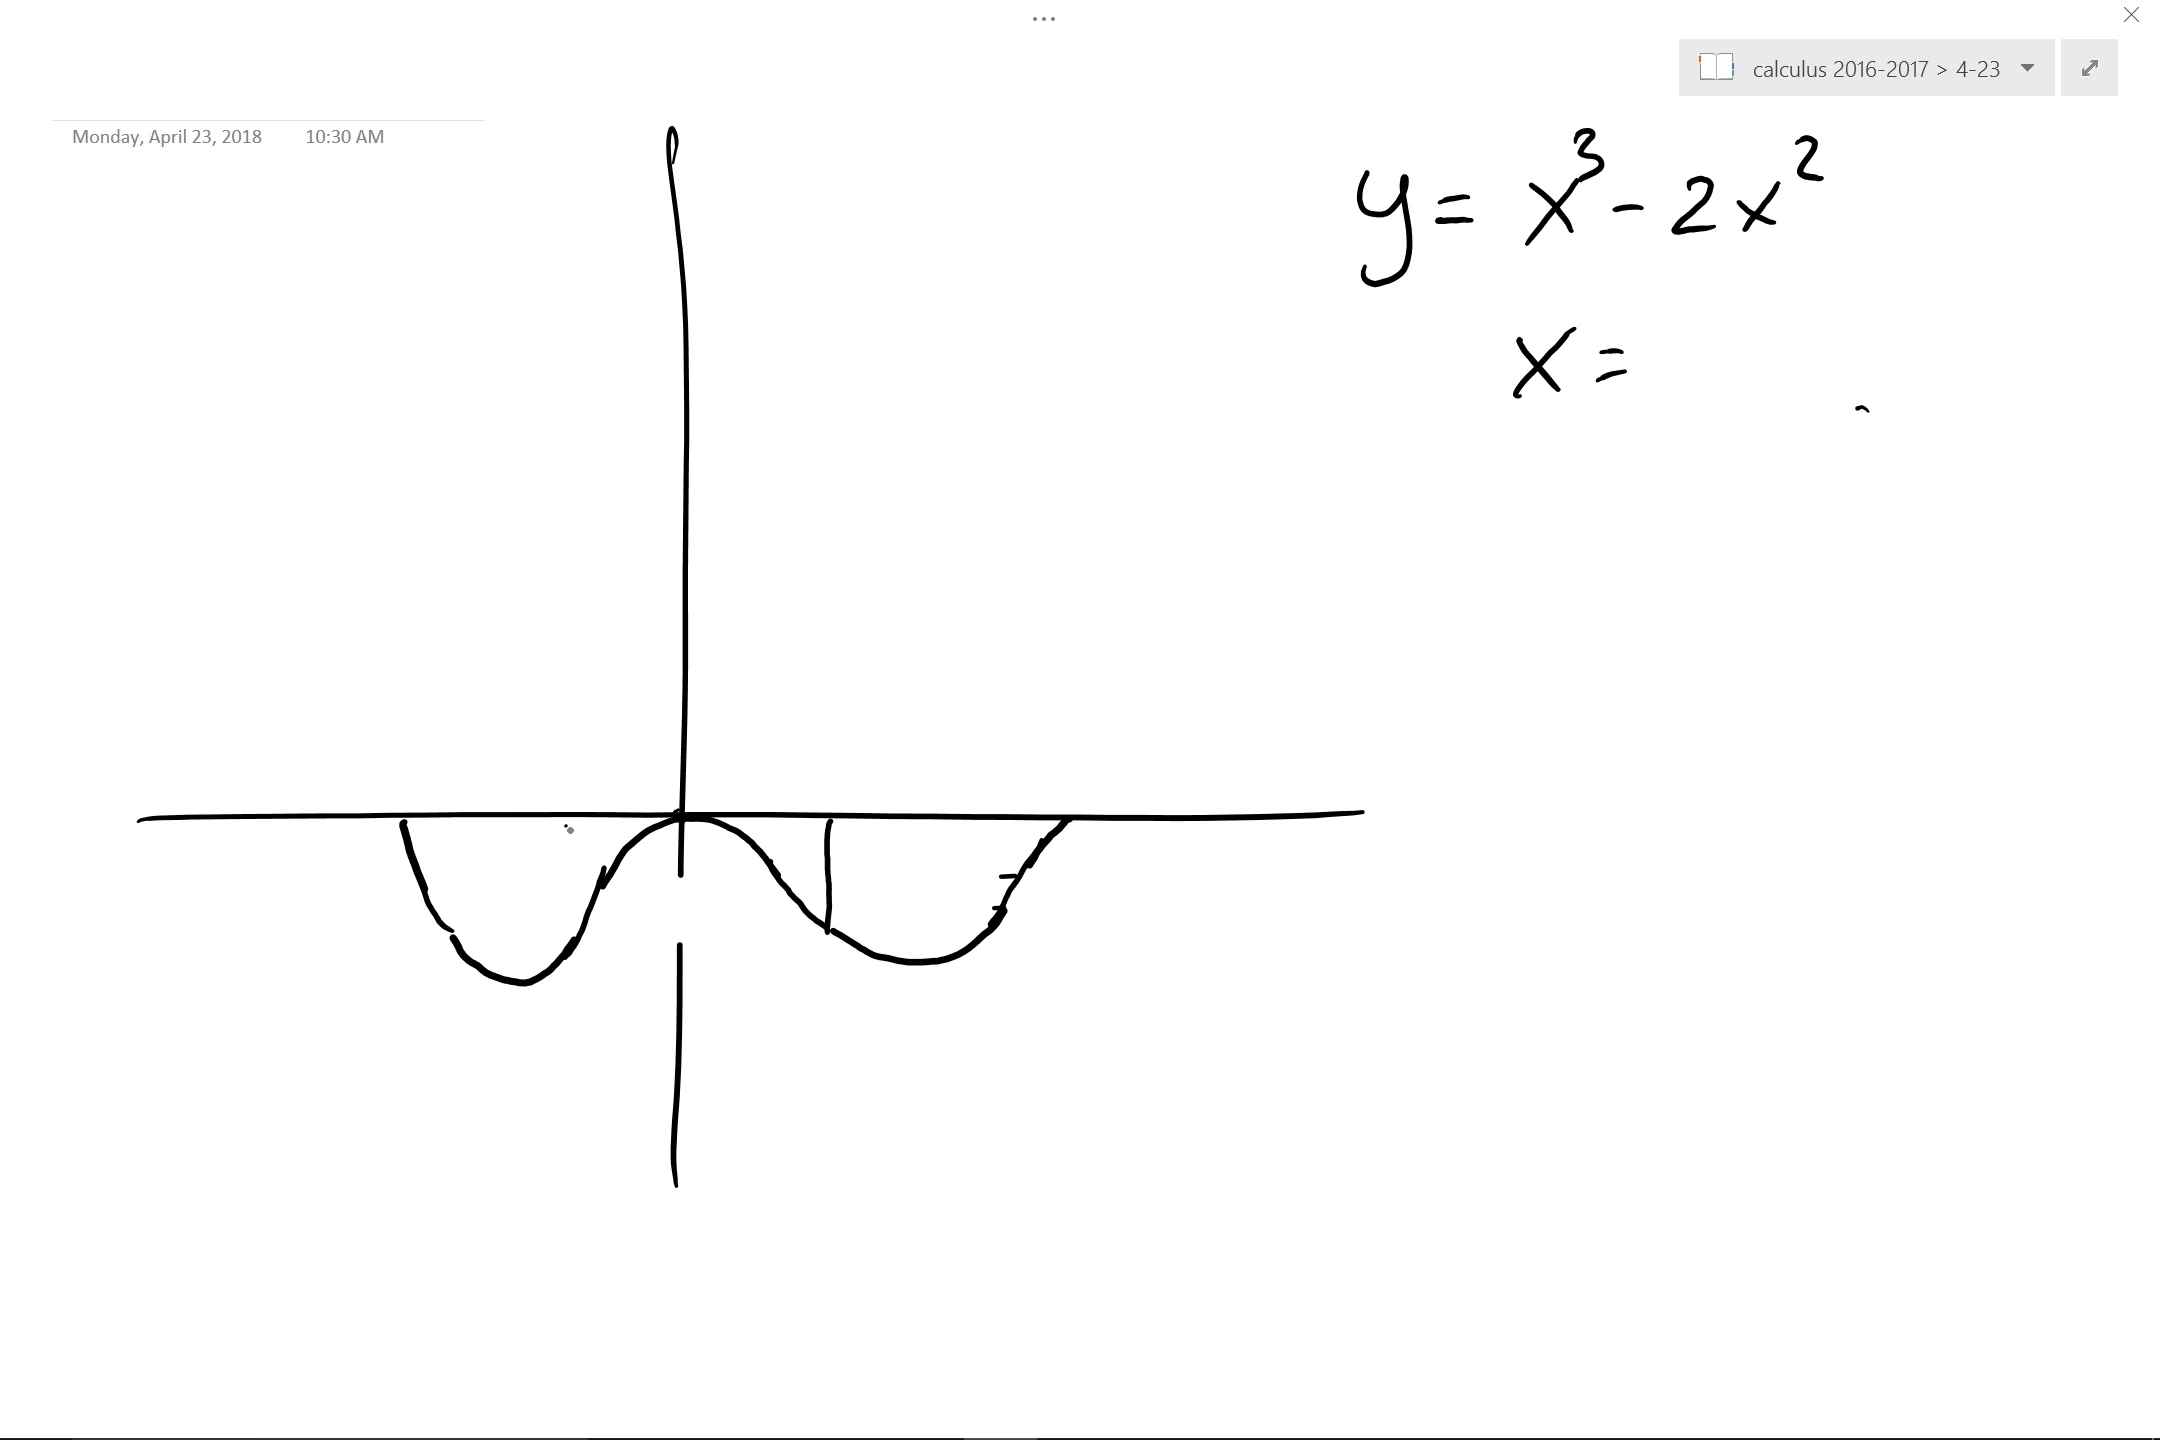 calculus 2016-2017 > 4-23
Monday, April 23, 2018 10:30 AM
y = x³ - 2x²
x =